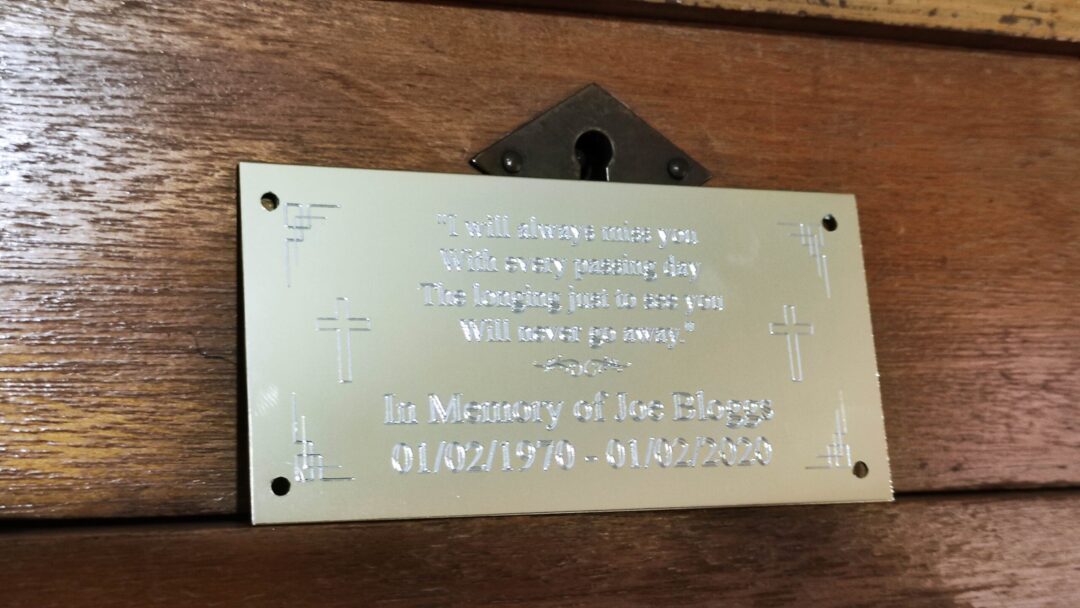 "I will always miss you
With every passing day
The longing just to see you
Will never go away."
In Memory of Joe Bloggs
01/02/1970 - 01/02/2020